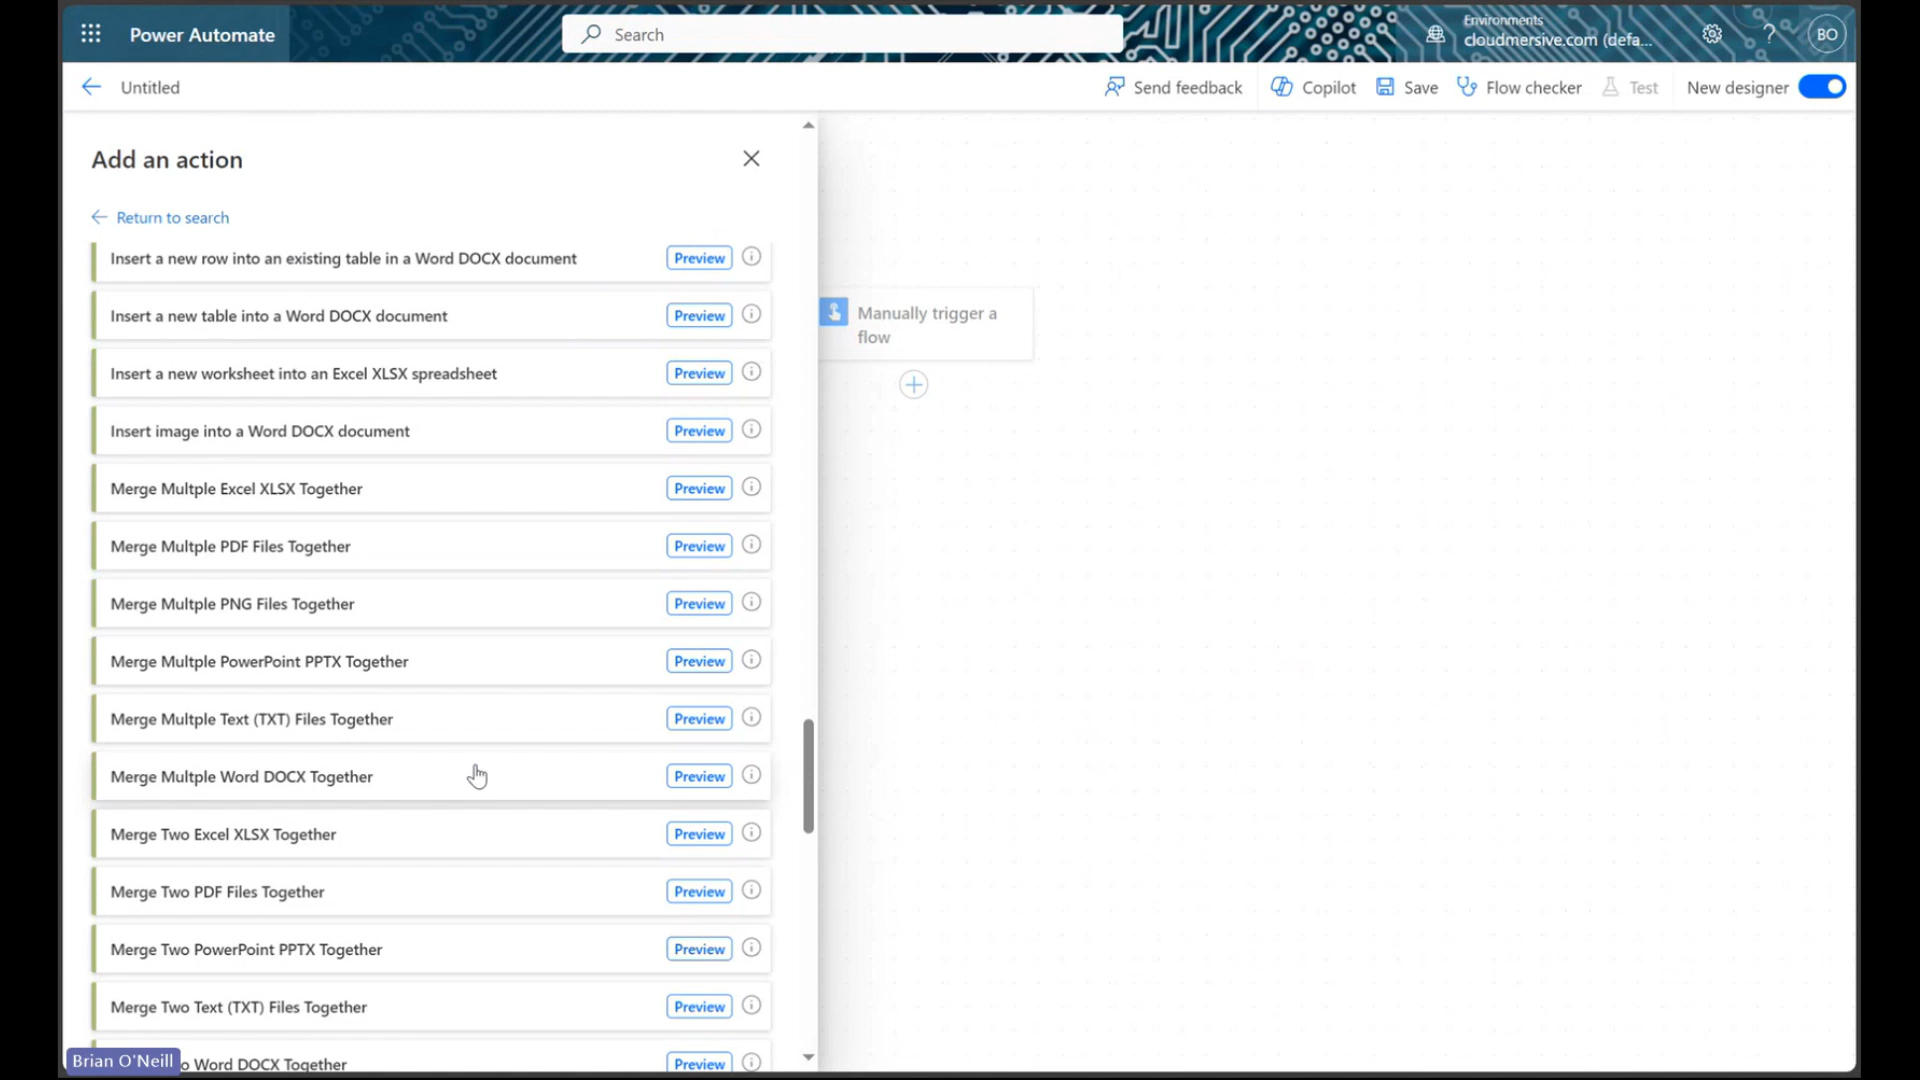 Power Automate
Search
Environments
cloudmersive.com (defa...
BO
Untitled
Send feedback
Copilot
Save
Flow checker
Test
New designer
Add an action
Return to search
Insert a new row into an existing table in a Word DOCX document Preview
Insert a new table into a Word DOCX document Preview
Insert a new worksheet into an Excel XLSX spreadsheet Preview
Insert image into a Word DOCX document Preview
Merge Multple Excel XLSX Together Preview
Merge Multple PDF Files Together Preview
Merge Multple PNG Files Together Preview
Merge Multple PowerPoint PPTX Together Preview
Merge Multple Text (TXT) Files Together Preview
Merge Multple Word DOCX Together Preview
Merge Two Excel XLSX Together Preview
Merge Two PDF Files Together Preview
Merge Two PowerPoint PPTX Together Preview
Merge Two Text (TXT) Files Together Preview
o Word DOCX Together Preview
Manually trigger a
flow
Brian O'Neill